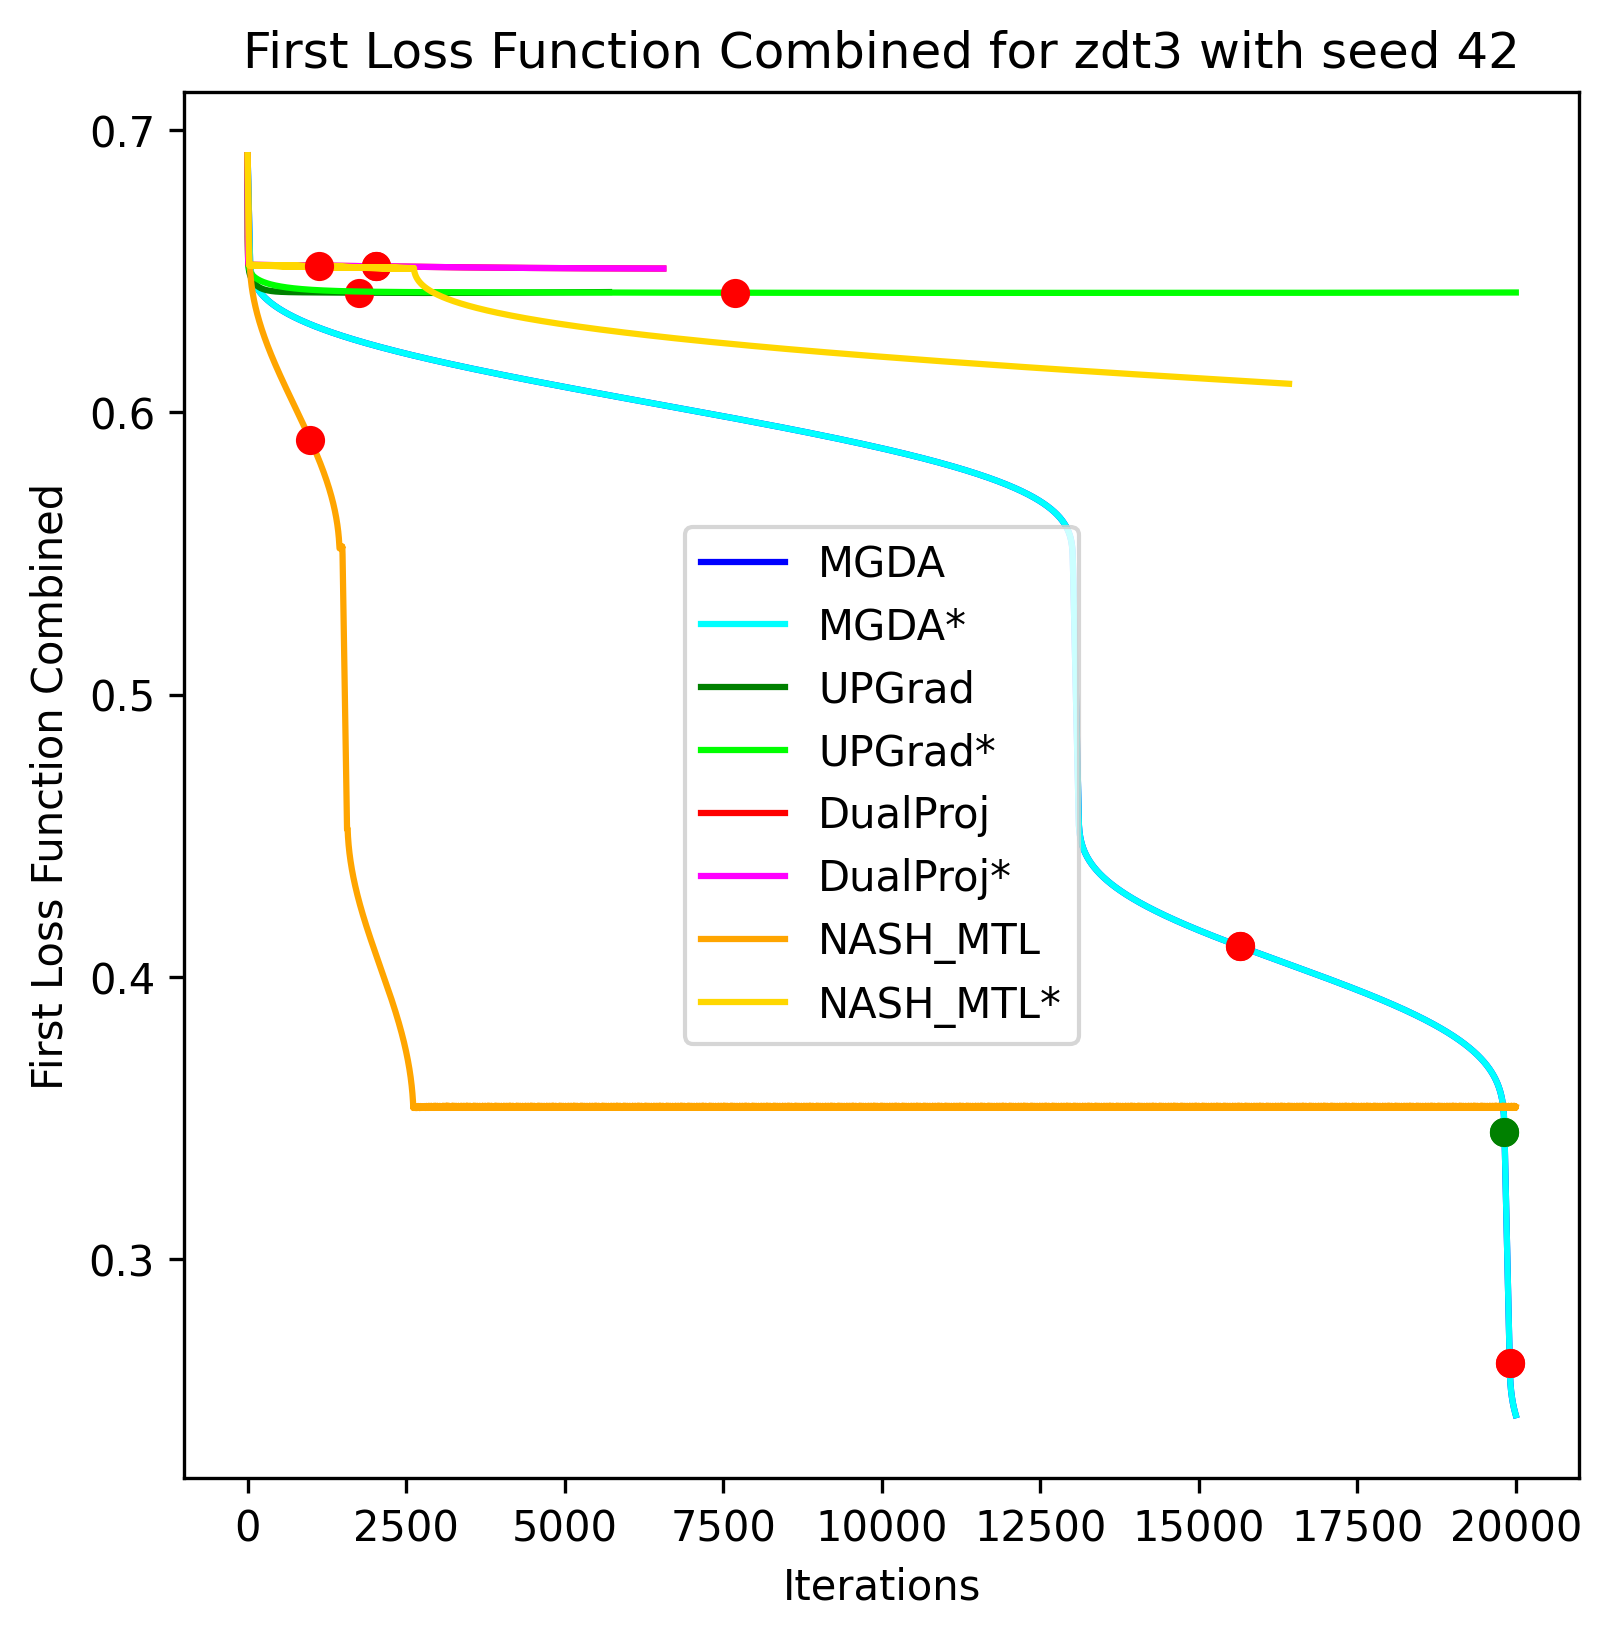 First Loss Function Combined for zdt3 with seed 42
First Loss Function Combined
0.7
0.6
0.5
0.4
0.3
MGDA
MGDA*
UPGrad
UPGrad*
DualProj
DualProj*
NASH_MTL
NASH_MTL*
0 2500 5000 7500 10000 12500 15000 17500 20000
Iterations